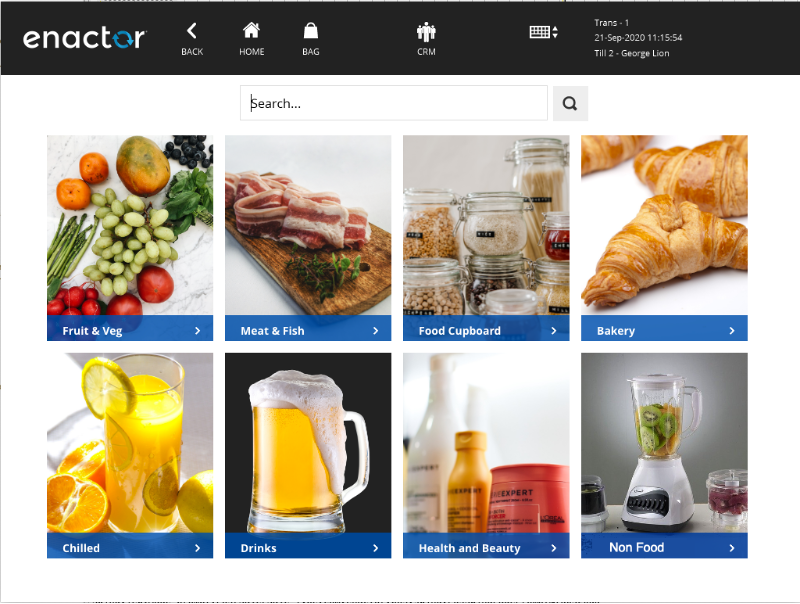 enactor
BACK
HOME
BAG
CRM
Trans - 1
21-Sep-2020 11:15:54
Till 2 - George Lion
Search...
Fruit & Veg
Meat & Fish
Food Cupboard
Bakery
EXPERT
Chilled
Drinks
Health and Beauty
Non Food